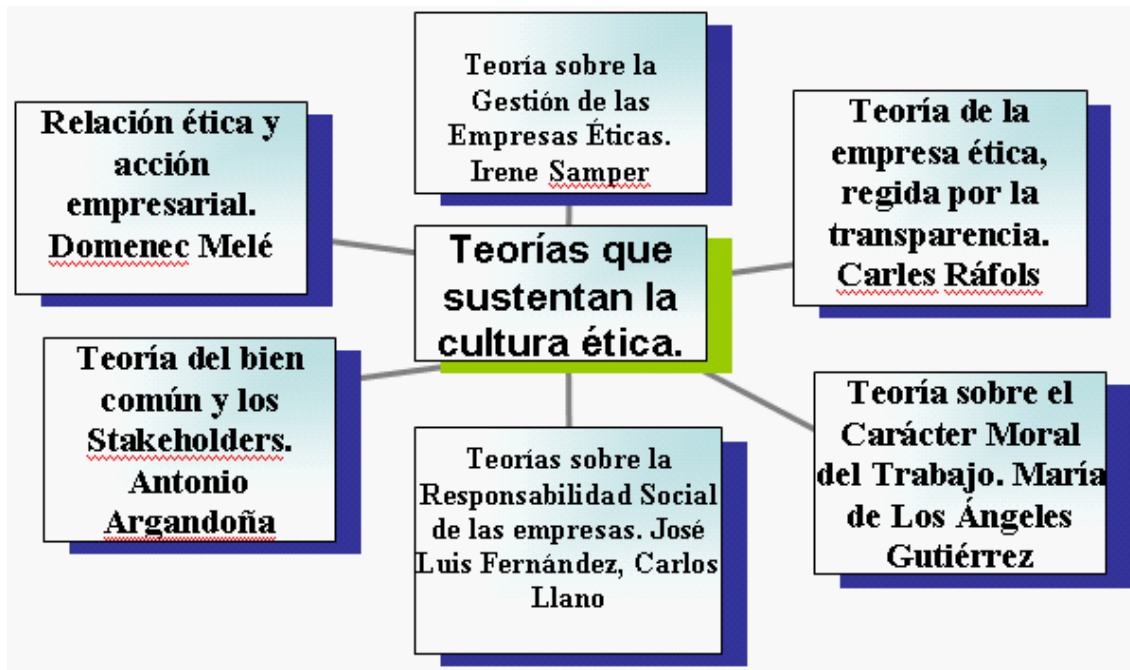 Teoría sobre la
Gestión de las
Empresas Éticas.
Irene Samper
Relación ética y
acción
empresarial.
Domenec Melé
Teoría de la
empresa ética,
regida por la
transparencia.
Carles Ráfols
Teorías que
sustentan la
cultura ética.
Teoría del bien
común y los
Stakeholders.
Antonio
Argandoña
Teorías sobre la
Responsabilidad Social
de las empresas. José
Luis Fernández, Carlos
Llano
Teoría sobre el
Carácter Moral
del Trabajo. María
de Los Ángeles
Gutiérrez